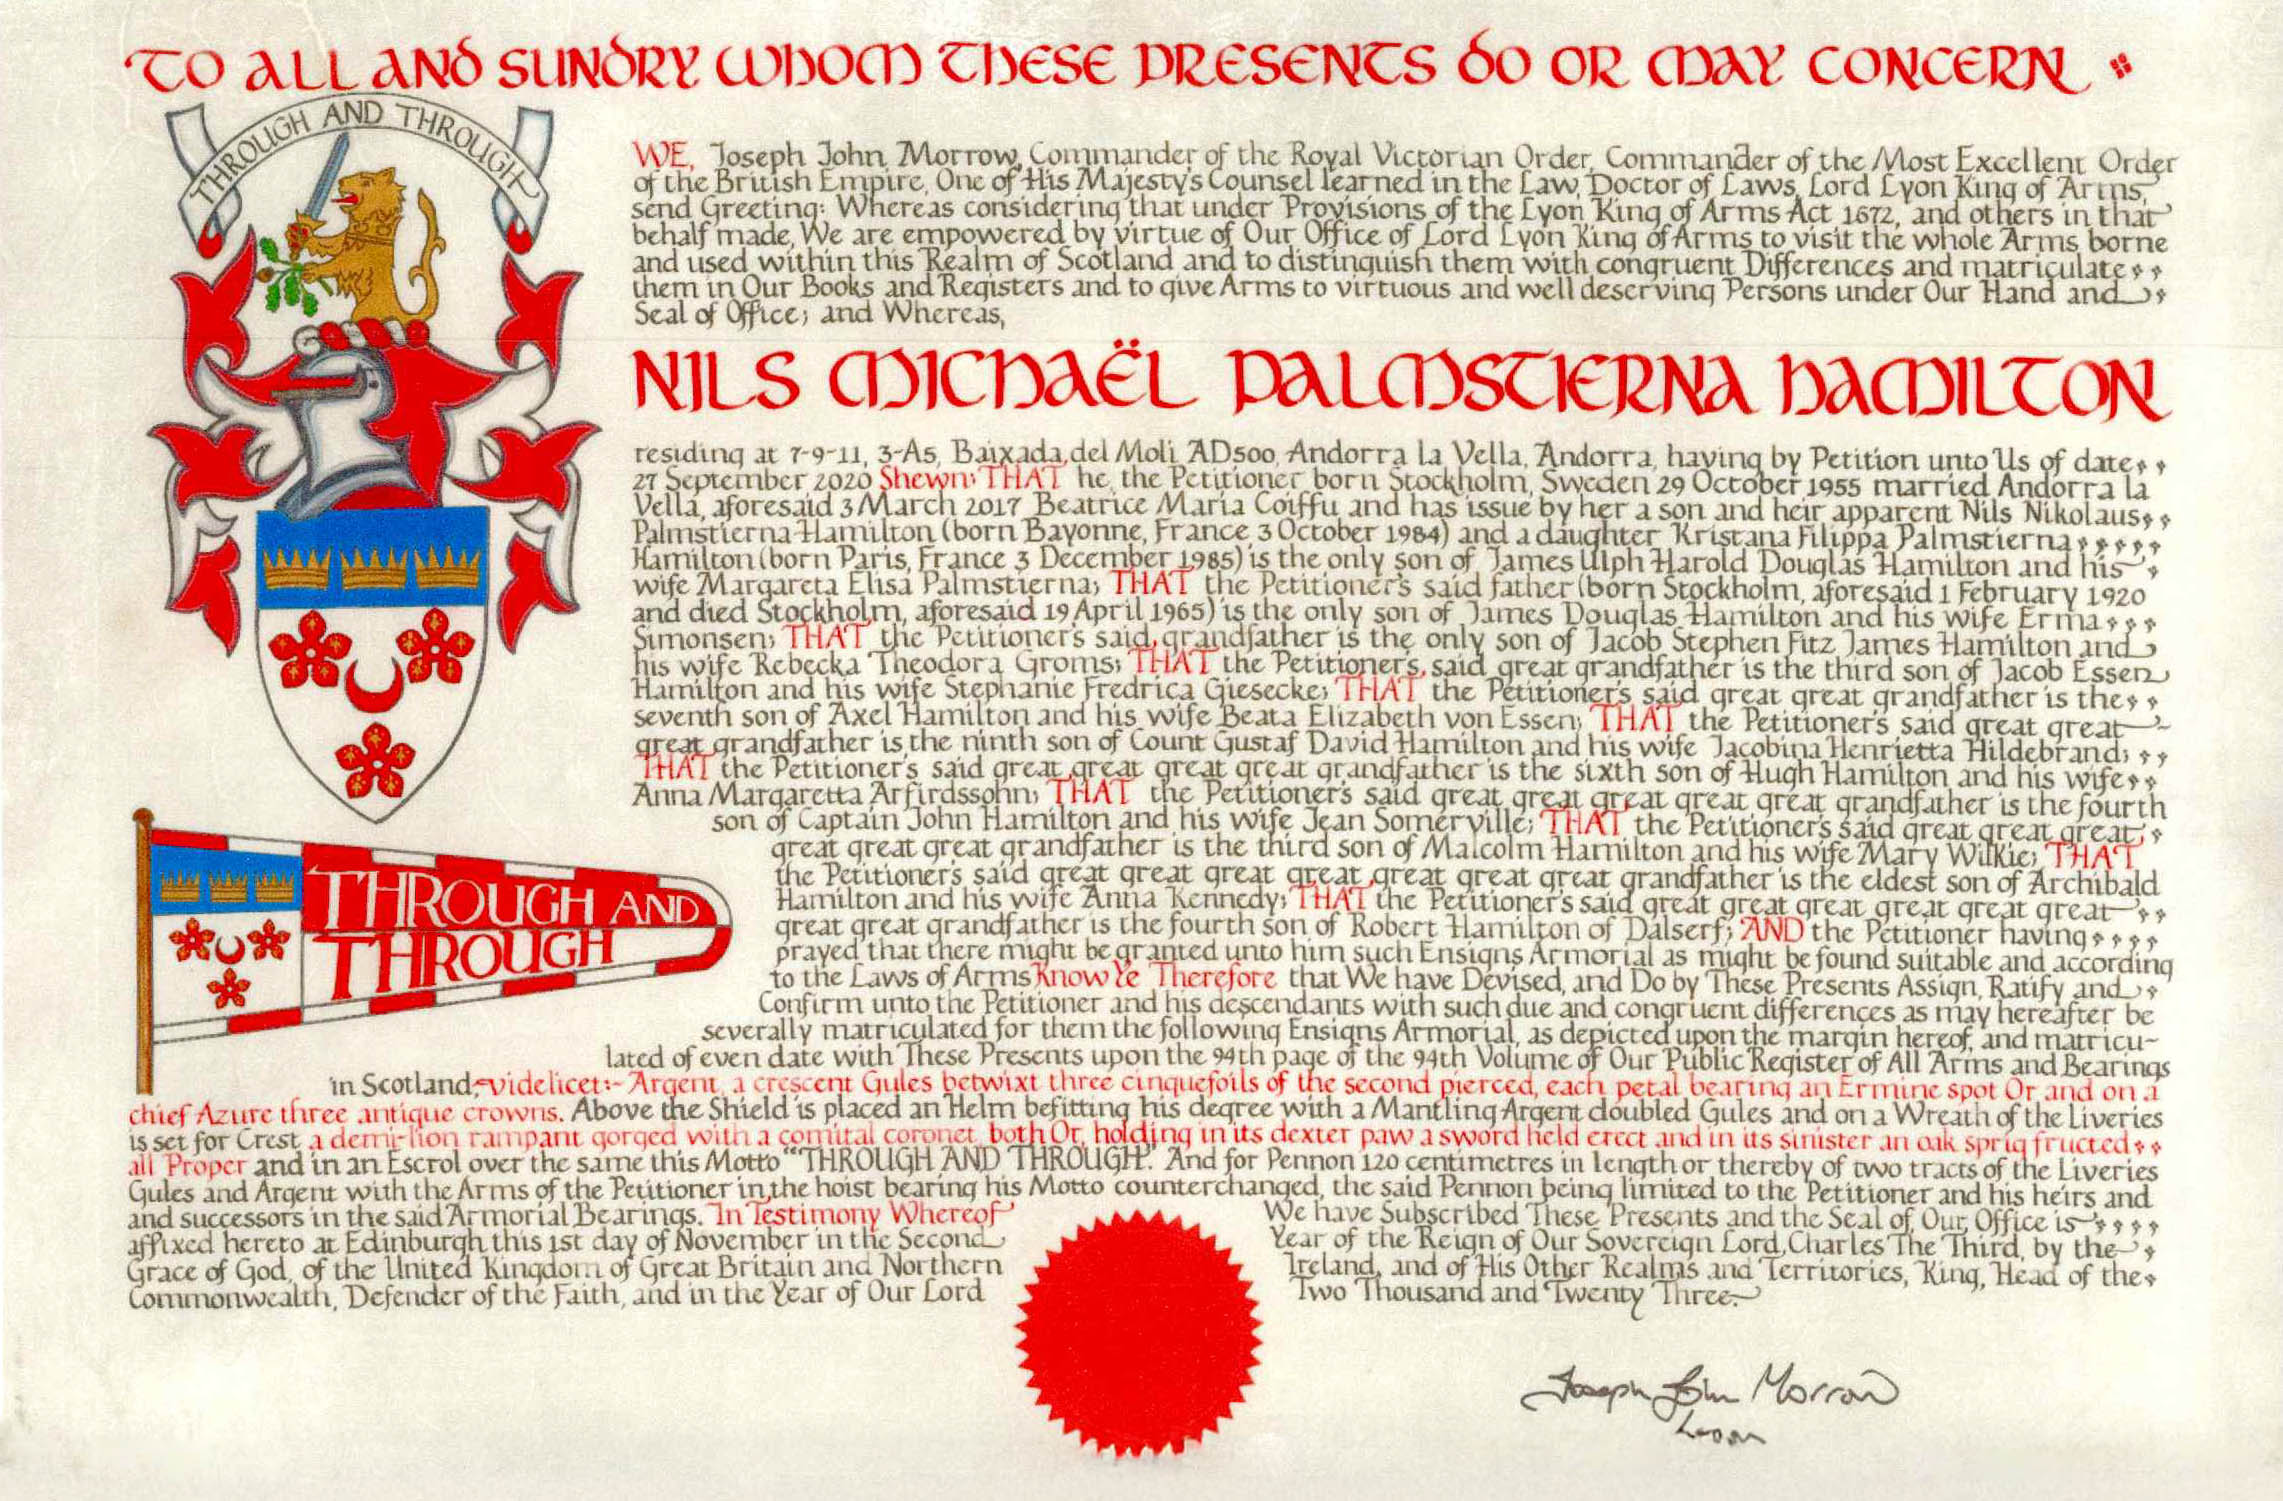 TO ALL AND SUNDRY WHOM THESE PRESENTS DO OR MAY CONCERN
THROUGH AND THROUGH
WE, Joseph John Morrow, Commander of the Royal Victorian Order, Commander of the Most Excellent Order
of the British Empire, One of His Majesty's Counsel learned in the Law, Doctor of Laws, Lord Lyon King of Arms,
send Greeting: Whereas considering that under Provisions of the Lyon King of Arms Act 1672, and others in that
behalf made, We are empowered by virtue of Our Office of Lord Lyon King of Arms to visit the whole Arms borne
and used within this Realm of Scotland and to distinguish them with congruent Differences and matriculate
them in Our Books and Registers and to give Arms to virtuous and well deserving Persons under Our Hand and
Seal of Office; and Whereas,
NILS MICHAËL PALMSTIERNA HAMILTON
residing at 7-9-11, 3-A5, Baixada del Moli AD500, Andorra la Vella, Andorra, having by Petition unto Us of date
27 September 2020 Shewn: THAT he, the Petitioner born Stockholm, Sweden 29 October 1955 married Andorra la
Vella, aforesaid 3 March 2017 Beatrice Maria Coiffu and has issue by her a son and heir apparent Nils Nikolaus
Palmstierna-Hamilton (born Bayonne, France 3 October 1984) and a daughter Kristana Filippa Palmstierna
Hamilton (born Paris, France 3 December 1985) is the only son of James Ulph Harold Douglas Hamilton and his
wife Margareta Elisa Palmstierna; THAT the Petitioner's said father (born Stockholm, aforesaid 1 February 1920
and died Stockholm, aforesaid 19 April 1965) is the only son of James Douglas Hamilton and his wife Erma
Simonsen; THAT the Petitioner's said grandfather is the only son of Jacob Stephen Fitz James Hamilton and
his wife Rebecka Theodora Groms; THAT the Petitioner's said great grandfather is the third son of Jacob Essen
Hamilton and his wife Stephanie Fredrica Giesecke; THAT the Petitioner's said great great grandfather is the
seventh son of Axel Hamilton and his wife Beata Elizabeth von Essen; THAT the Petitioner's said great great
great grandfather is the ninth son of Count Gustaf David Hamilton and his wife Jacobina Henrietta Hildebrand;
THAT the Petitioner's said great great great great grandfather is the sixth son of Hugh Hamilton and his wife
Anna Margaretta Arfirdssohn; THAT the Petitioner's said great great great great great grandfather is the fourth
son of Captain John Hamilton and his wife Jean Somerville; THAT the Petitioner's said great great great
great great great grandfather is the third son of Malcolm Hamilton and his wife Mary Wilkie; THAT
the Petitioner's said great great great great great great great grandfather is the eldest son of Archibald
Hamilton and his wife Anna Kennedy; THAT the Petitioner's said great great great great great great
great great grandfather is the fourth son of Robert Hamilton of Dalserf; AND the Petitioner having
prayed that there might be granted unto him such Ensigns Armorial as might be found suitable and according
to the Laws of Arms Know Ye Therefore that We have Devised, and Do by These Presents Assign, Ratify and
Confirm unto the Petitioner and his descendants with such due and congruent differences as may hereafter be
severally matriculated for them the following Ensigns Armorial, as depicted upon the margin hereof, and matricu-
lated of even date with These Presents upon the 94th page of the 94th Volume of Our Public Register of All Arms and Bearings
in Scotland, videlicet:- Argent, a crescent Gules betwixt three cinquefoils of the second pierced, each petal bearing an Ermine spot Or and on a
chief Azure three antique crowns. Above the Shield is placed an Helm befitting his degree with a Mantling Argent doubled Gules and on a Wreath of the Liveries
is set for Crest a demi-lion rampant gorged with a comital coronet both Or, holding in its dexter paw a sword held erect and in its sinister an oak sprig fructed
all Proper and in an Escrol over the same this Motto "THROUGH AND THROUGH". And for Pennon 120 centimetres in length or thereby of two tracts of the Liveries
Gules and Argent with the Arms of the Petitioner in the hoist bearing his Motto counterchanged, the said Pennon being limited to the Petitioner and his heirs and
and successors in the said Armorial Bearings. In Testimony Whereof We have Subscribed These Presents and the Seal of Our Office is
affixed hereto at Edinburgh this 1st day of November in the Second Year of the Reign of Our Sovereign Lord, Charles The Third, by the
Grace of God, of the United Kingdom of Great Britain and Northern Ireland, and of His Other Realms and Territories, King, Head of the
Commonwealth, Defender of the Faith, and in the Year of Our Lord Two Thousand and Twenty Three.
THROUGH AND
THROUGH
Joseph John Morrow
Lyon